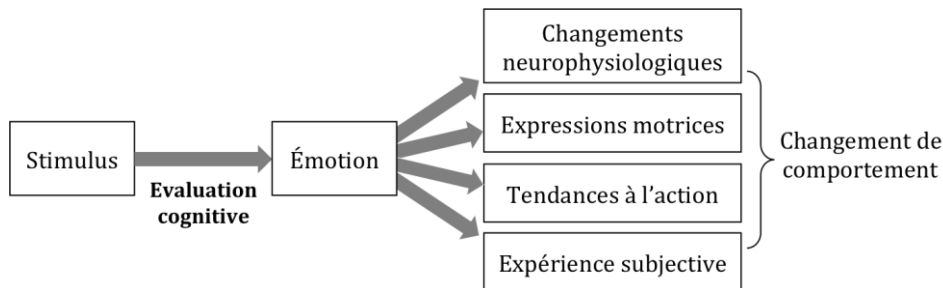 Stimulus
Evaluation
cognitive
Émotion
Changements
neurophysiologiques
Expressions motrices
Tendances à l'action
Expérience subjective
Changement de
comportement